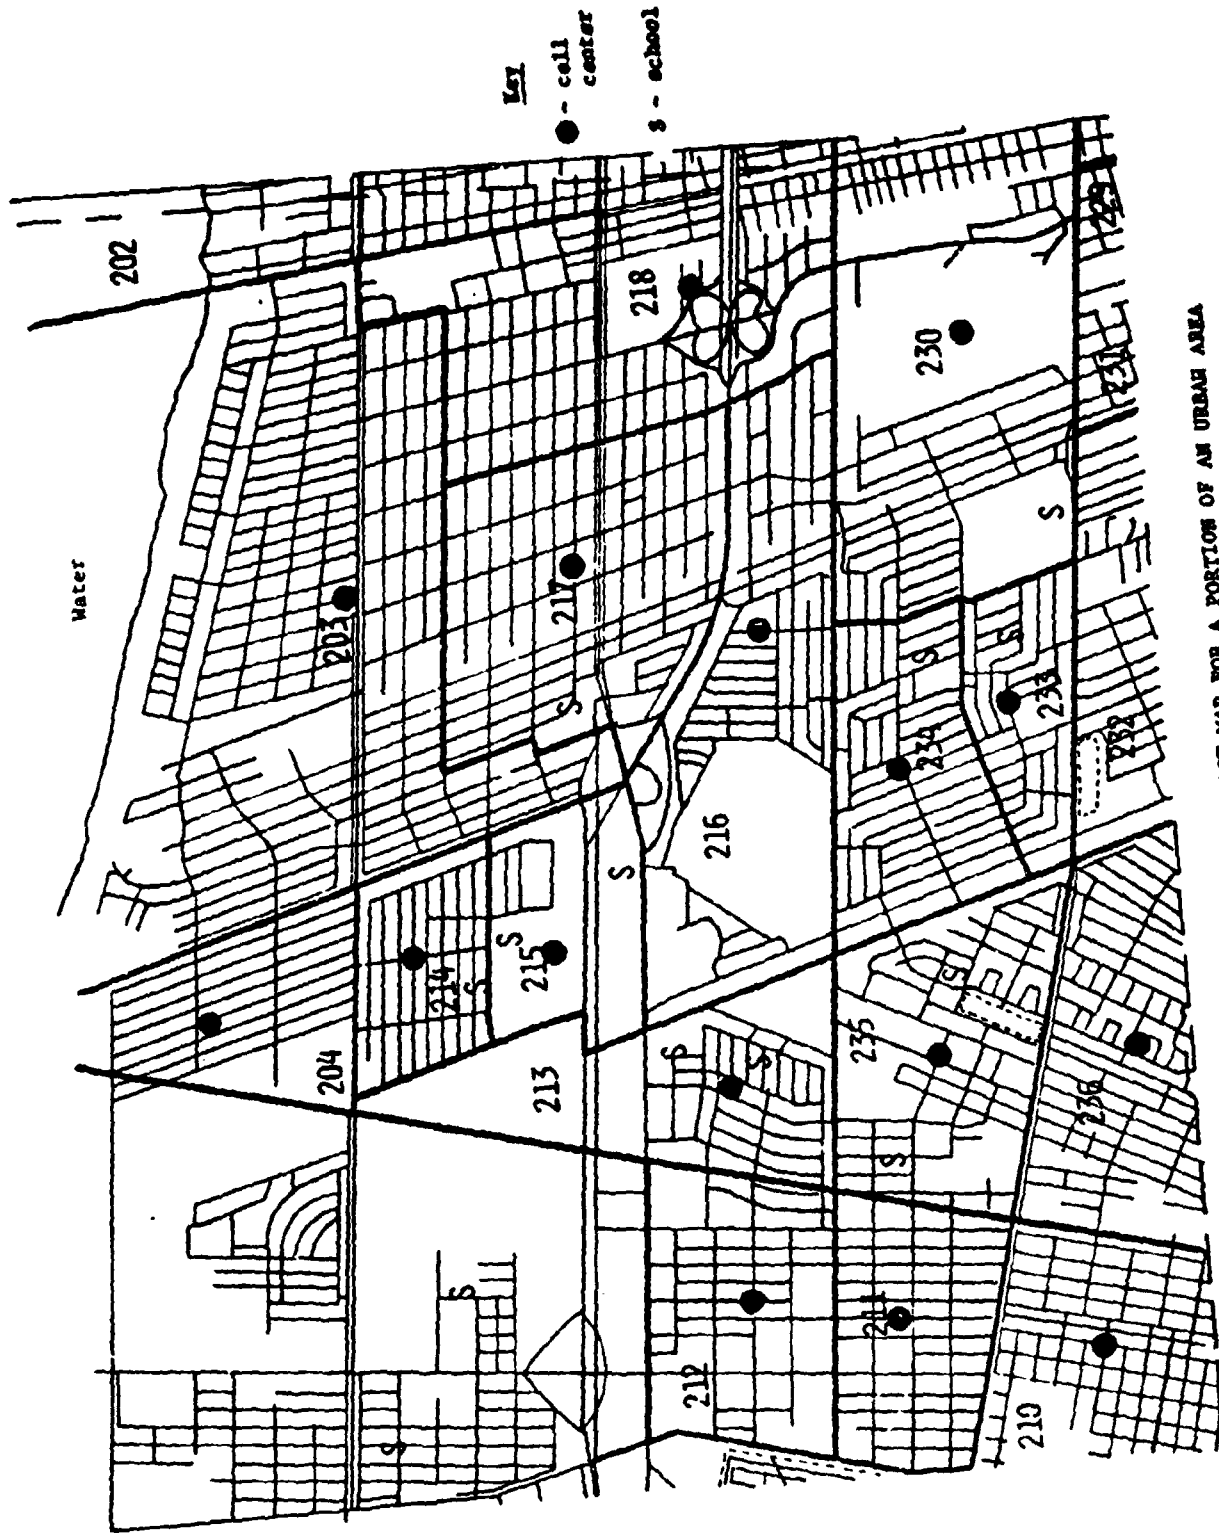 Key
● - cell
center
S - school
Water
202
203
204
218
217
230
229
231
216
214
215
213
234
233
232
235
236
212
211
210
S
S
S
S
S
S
S
S
S
S
S
S
S
S
MAP FOR A PORTION OF AN URBAN AREA